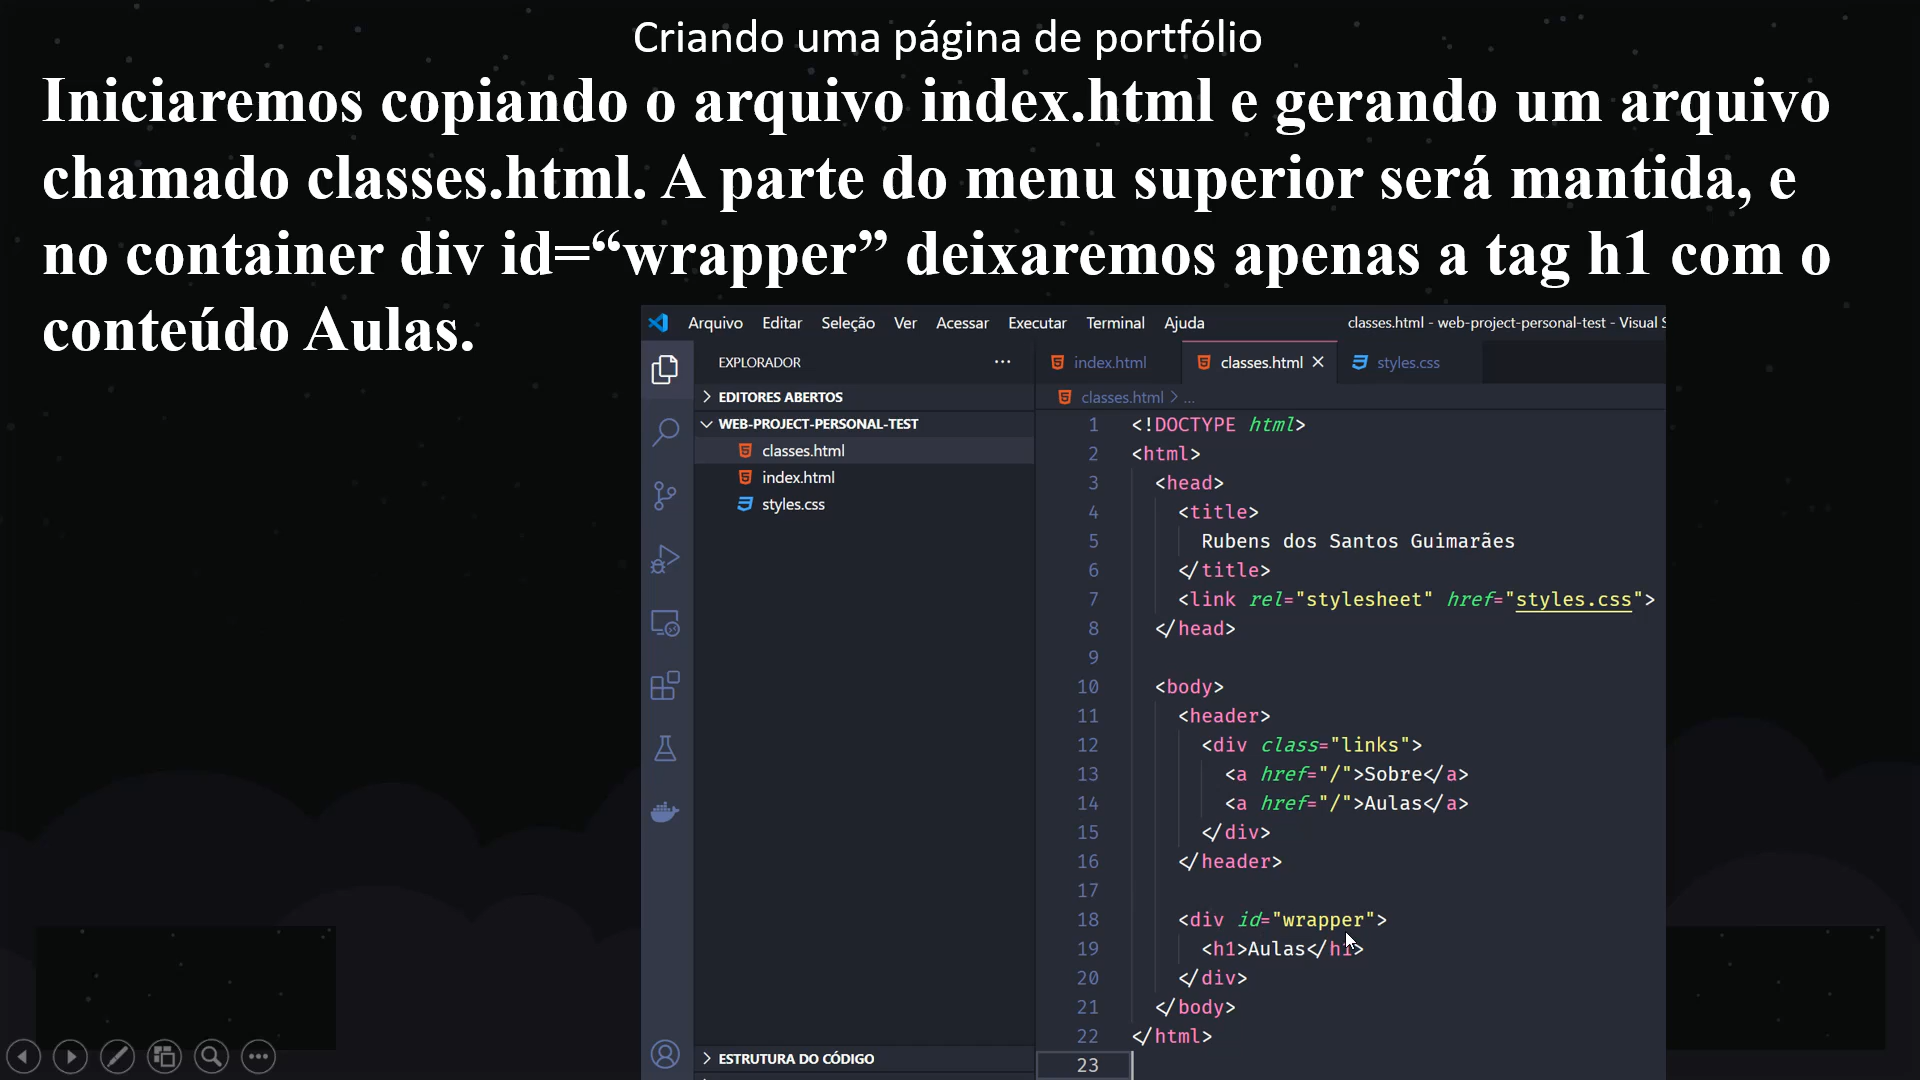 Criando uma página de portfólio
Iniciaremos copiando o arquivo index.html e gerando um arquivo
chamado classes.html. A parte do menu superior será mantida, e
no container div id=“wrapper” deixaremos apenas a tag h1 com o
conteúdo Aulas.
Arquivo Editar Seleção Ver Acessar Executar Terminal Ajuda classes.html - web-project-personal-test - Visual S
EXPLORADOR ···
EDITORES ABERTOS
WEB-PROJECT-PERSONAL-TEST
classes.html
index.html
styles.css
ESTRUTURA DO CÓDIGO
index.html classes.html × styles.css
classes.html > ...
1 <!DOCTYPE html>
2 <html>
3 <head>
4 <title>
5 Rubens dos Santos Guimarães
6 </title>
7 <link rel="stylesheet" href="styles.css">
8 </head>
9
10 <body>
11 <header>
12 <div class="links">
13 <a href="/">Sobre</a>
14 <a href="/">Aulas</a>
15 </div>
16 </header>
17
18 <div id="wrapper">
19 <h1>Aulas</h1>
20 </div>
21 </body>
22 </html>
23